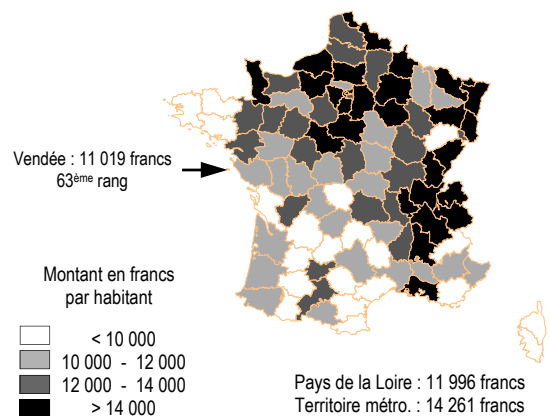 Vendée : 11 019 francs
63ème rang
Montant en francs
par habitant
< 10 000
10 000 - 12 000
12 000 - 14 000
> 14 000
Pays de la Loire : 11 996 francs
Territoire métro. : 14 261 francs